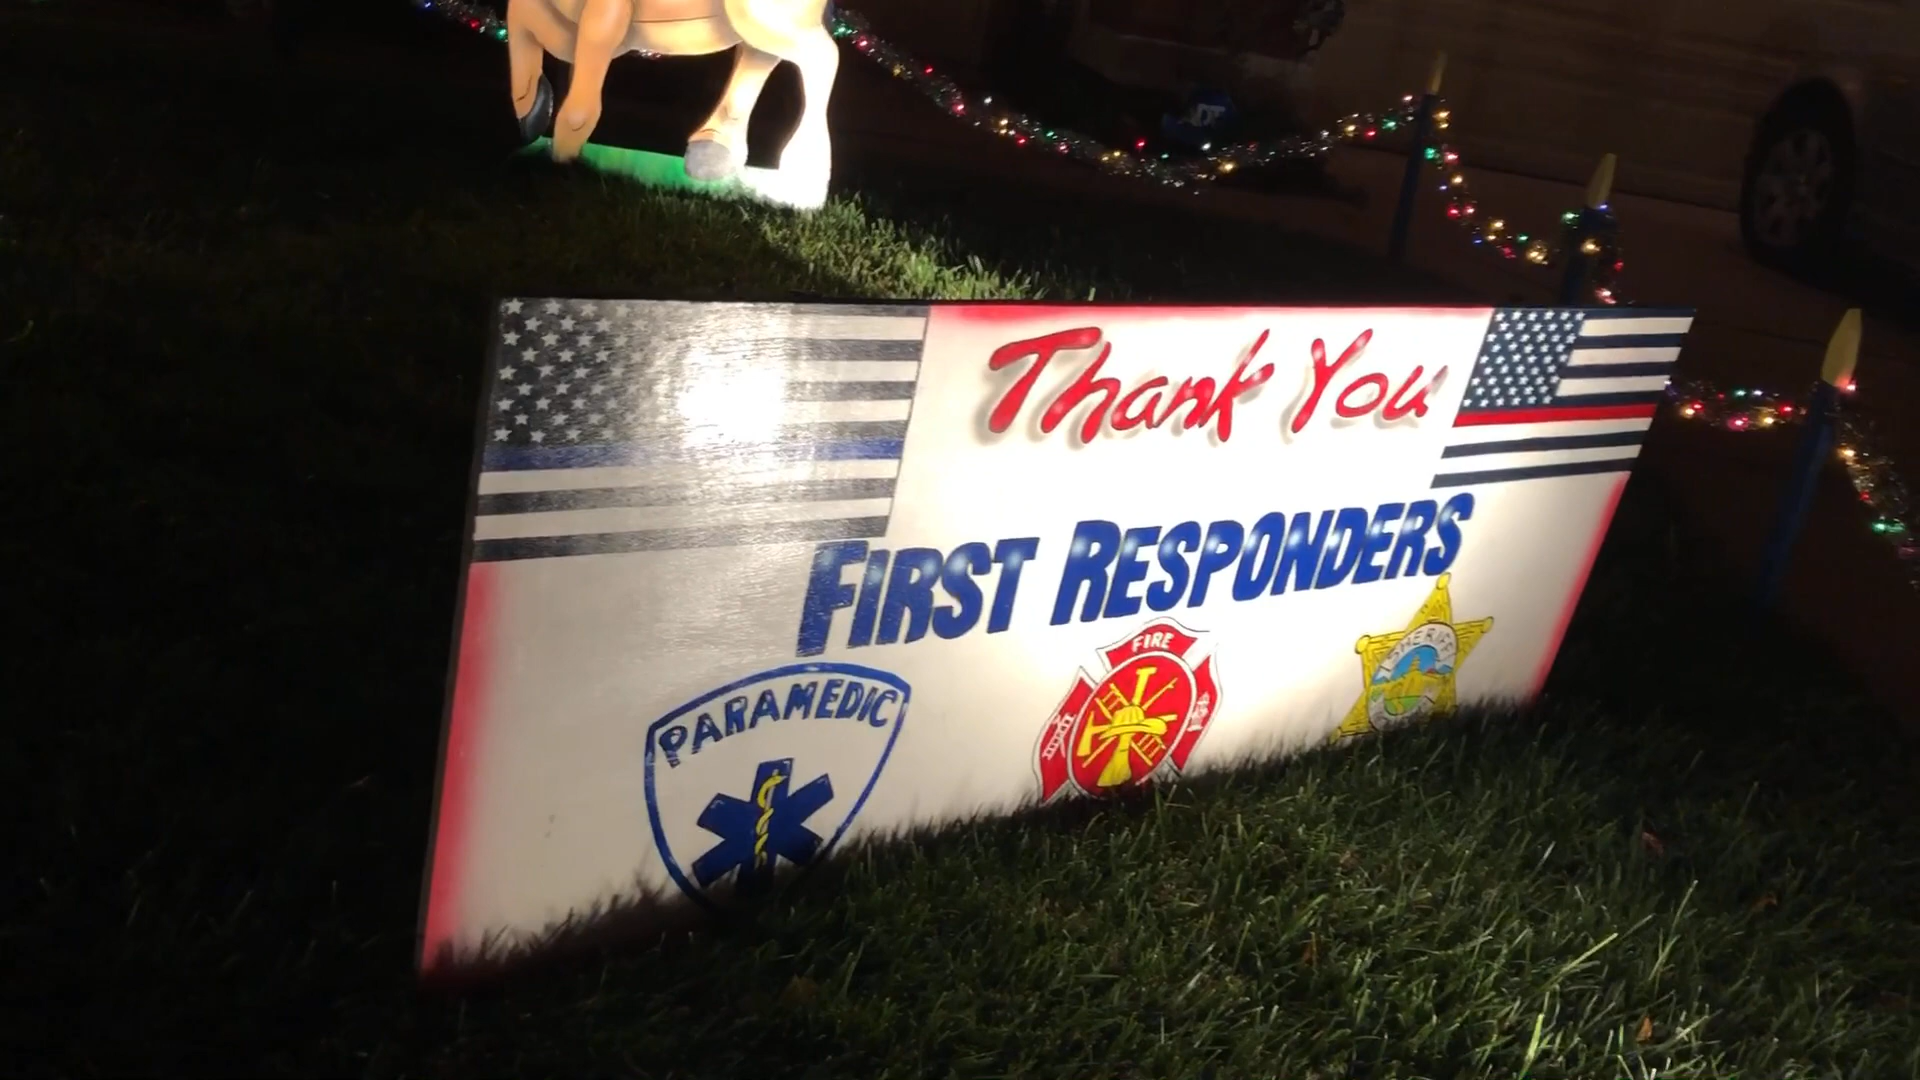 Thank You
FIRST RESPONDERS
PARAMEDIC
FIRE
SHERIFF